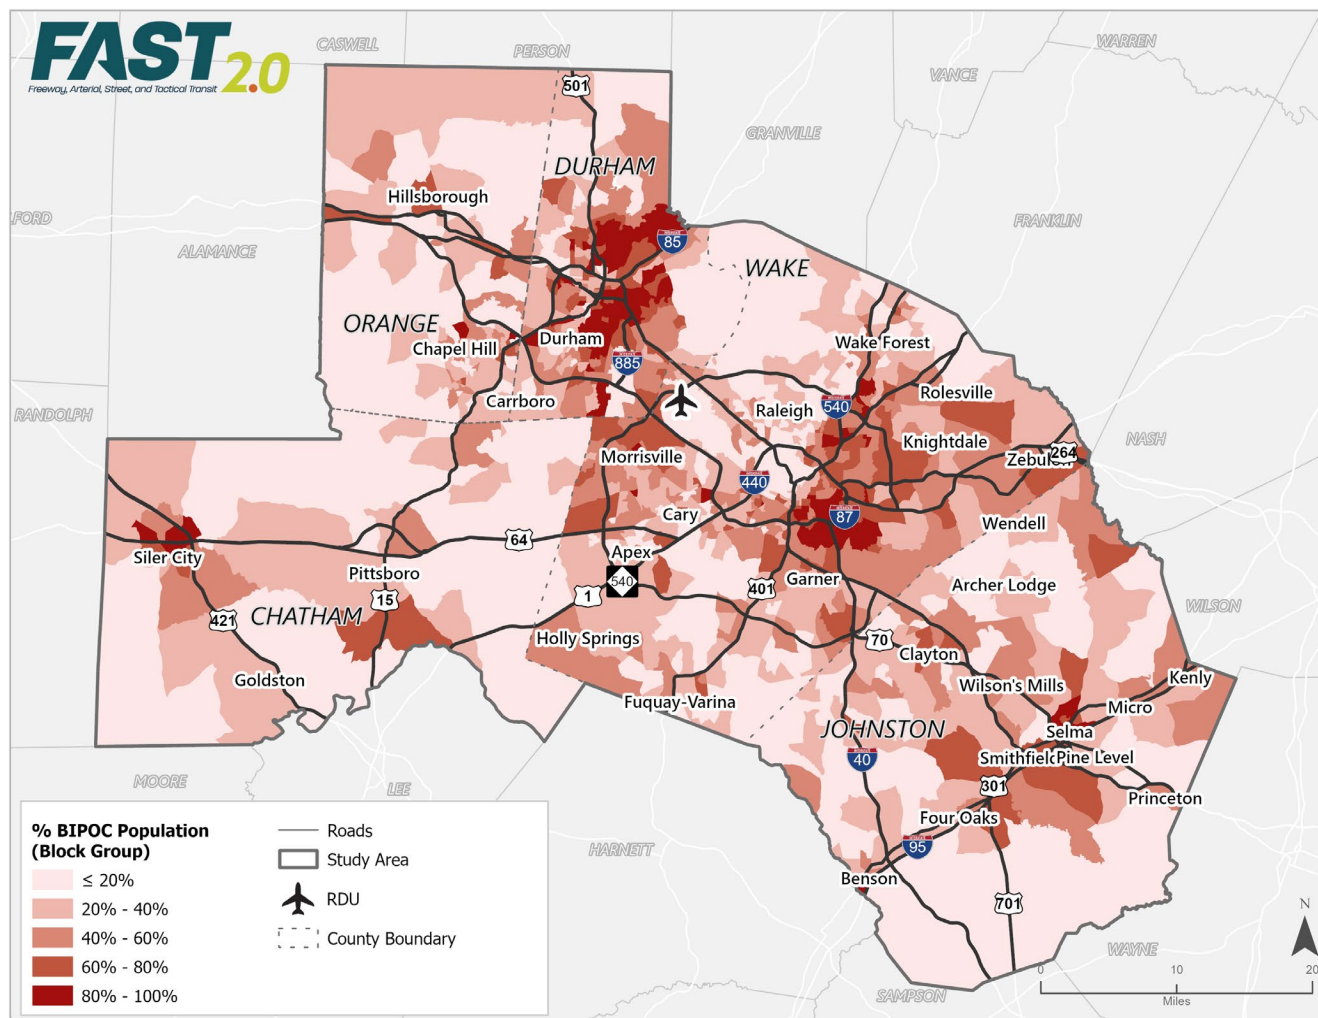 FAST 2.0
Freeway, Arterial, Street, and Tactical Transit
CASWELL
PERSON
WARREN
VANCE
501
GRANVILLE
DURHAM
Hillsborough
FORD
FRANKLIN
ALAMANCE
85
WAKE
ORANGE
Chapel Hill
Durham
Wake Forest
885
RANDOLPH
Carrboro
Rolesville
540
Raleigh
Knightdale
NASH
Morrisville
264
440
Cary
87
Wendell
64
Siler City
Apex
Pittsboro
540
Garner
401
Archer Lodge
15
1
WILSON
421
CHATHAM
Holly Springs
70
Clayton
Goldston
Wilson's Mills
Kenly
Fuquay-Varina
Micro
JOHNSTON
Selma
40
Smithfield
Pine Level
MOORE
LEE
301
Princeton
Four Oaks
95
HARNETT
Benson
701
WAYNE
SAMPSON
% BIPOC Population
(Block Group)
≤ 20%
20% - 40%
40% - 60%
60% - 80%
80% - 100%
Roads
Study Area
RDU
County Boundary
N
0 10 20
Miles